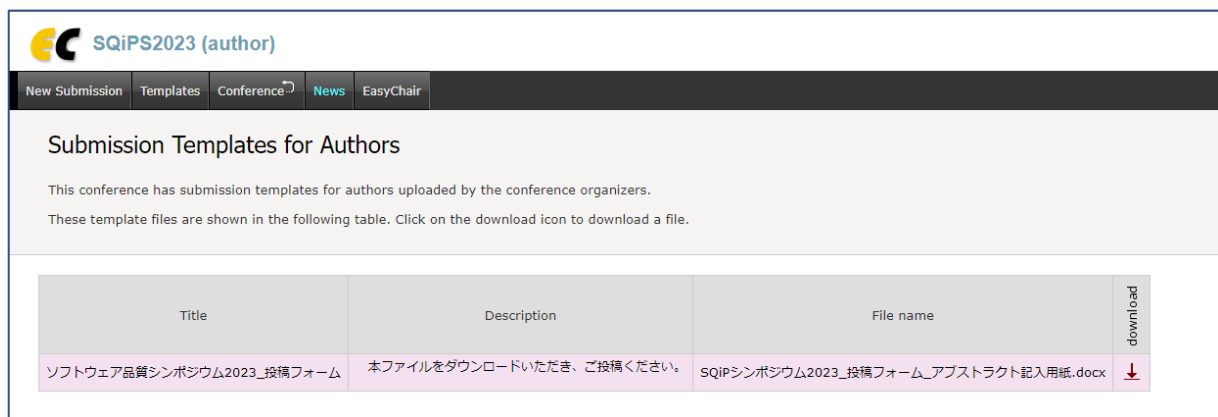 EC SQiPS2023 (author)
New Submission Templates Conference News EasyChair
Submission Templates for Authors
This conference has submission templates for authors uploaded by the conference organizers.
These template files are shown in the following table. Click on the download icon to download a file.
Title Description File name download
ソフトウェア品質シンポジウム2023_投稿フォーム 本ファイルをダウンロードいただき、ご投稿ください。 SQiPシンポジウム2023_投稿フォーム_アブストラクト記入用紙.docx